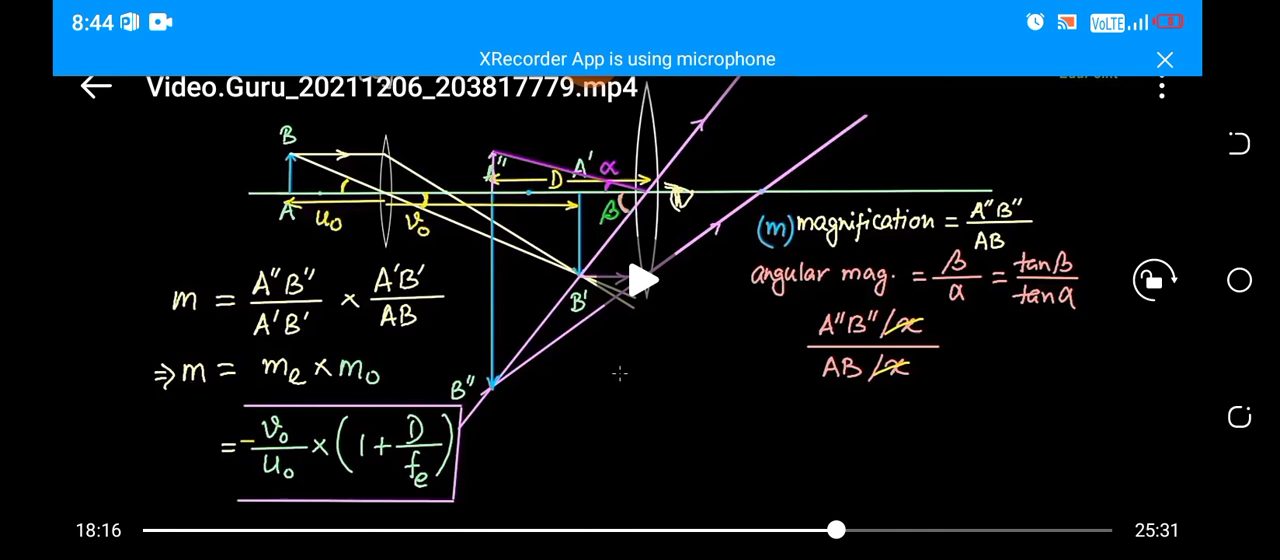 8:44
VoLTE
XRecorder App is using microphone
Video.Guru_20211206_203817779.mp4
B
A" A' α
D
A u₀ v₀ β
(m) magnification = A"B" / AB
angular mag. = β/α = tanβ / tanα
A"B"/x
AB/x
m = A"B" / A'B' × A'B' / AB
B'
⇒ m = mₑ × m₀
B"
= - v₀/u₀ × (1 + D/fₑ)
18:16
25:31